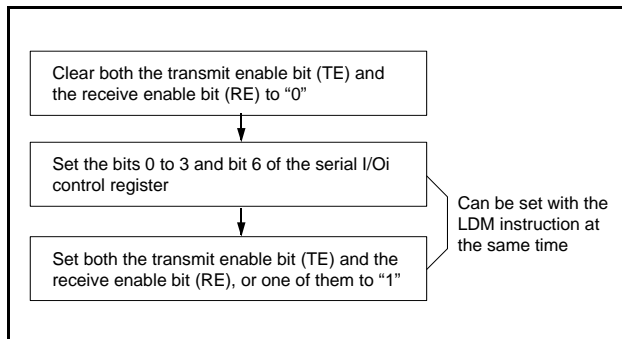 Clear both the transmit enable bit (TE) and
the receive enable bit (RE) to “0”
Set the bits 0 to 3 and bit 6 of the serial I/Oi
control register
Set both the transmit enable bit (TE) and the
receive enable bit (RE), or one of them to “1”
Can be set with the
LDM instruction at
the same time